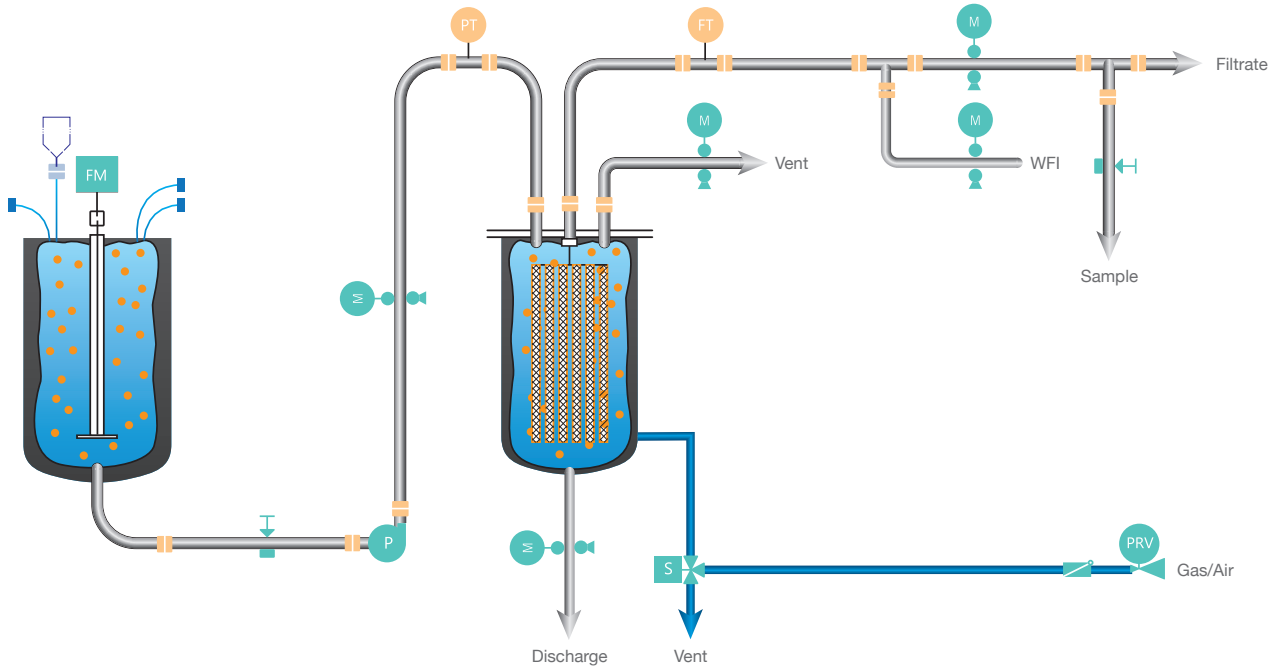 PT
FT
M
Filtrate
M
M
FM
Vent
WFI
Sample
M
P
M
S
PRV
Gas/Air
Discharge
Vent